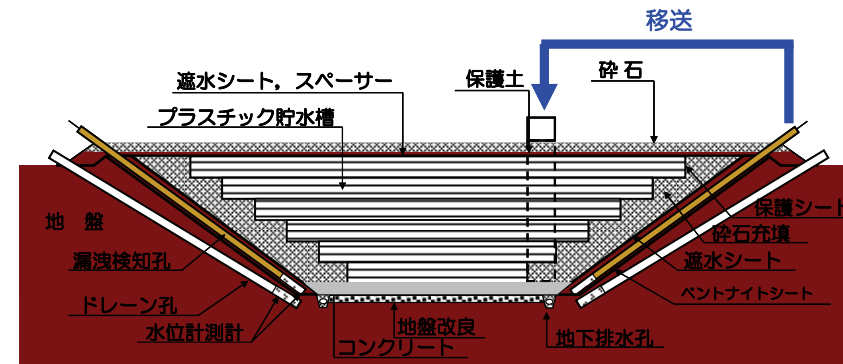 移送
遮水シート，スペーサー
保護土
砕 石
プラスチック貯水槽
地 盤
保護シート
砕石充填
漏洩検知孔
遮水シート
ベントナイトシート
ドレーン孔
水位計測計
地盤改良
コンクリート
地下排水孔